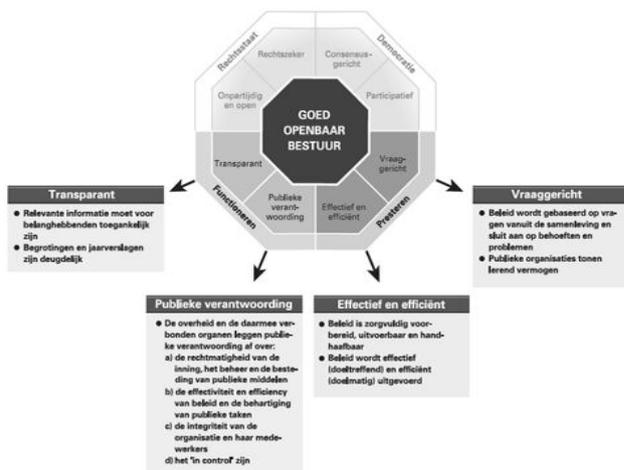 Rechtsstaat
Democratie
Rechtszeker
Consensus-
gericht
Onpartijdig
en open
Participatief
GOED
OPENBAAR
BESTUUR
Transparant
Vraag-
gericht
Publieke
verant-
woording
Effectief en
efficiënt
Functioneren
Presteren
Transparant
• Relevante informatie moet voor
belanghebbenden toegankelijk
zijn
• Begrotingen en jaarverslagen
zijn deugdelijk
Vraaggericht
• Beleid wordt gebaseerd op vra-
gen vanuit de samenleving en
sluit aan op behoeften en
problemen
• Publieke organisaties tonen
lerend vermogen
Publieke verantwoording
• De overheid en de daarmee ver-
bonden organen leggen publie-
ke verantwoording af over:
a) de rechtmatigheid van de
inning, het beheer en de beste-
ding van publieke middelen
b) de effectiviteit en efficiency
van beleid en de behartiging
van publieke taken
c) de integriteit van de
organisatie en haar mede-
werkers
d) het "in control" zijn
Effectief en efficiënt
• Beleid is zorgvuldig voor-
bereid, uitvoerbaar en hand-
haafbaar
• Beleid wordt effectief
(doeltreffend) en efficiënt
(doelmatig) uitgevoerd